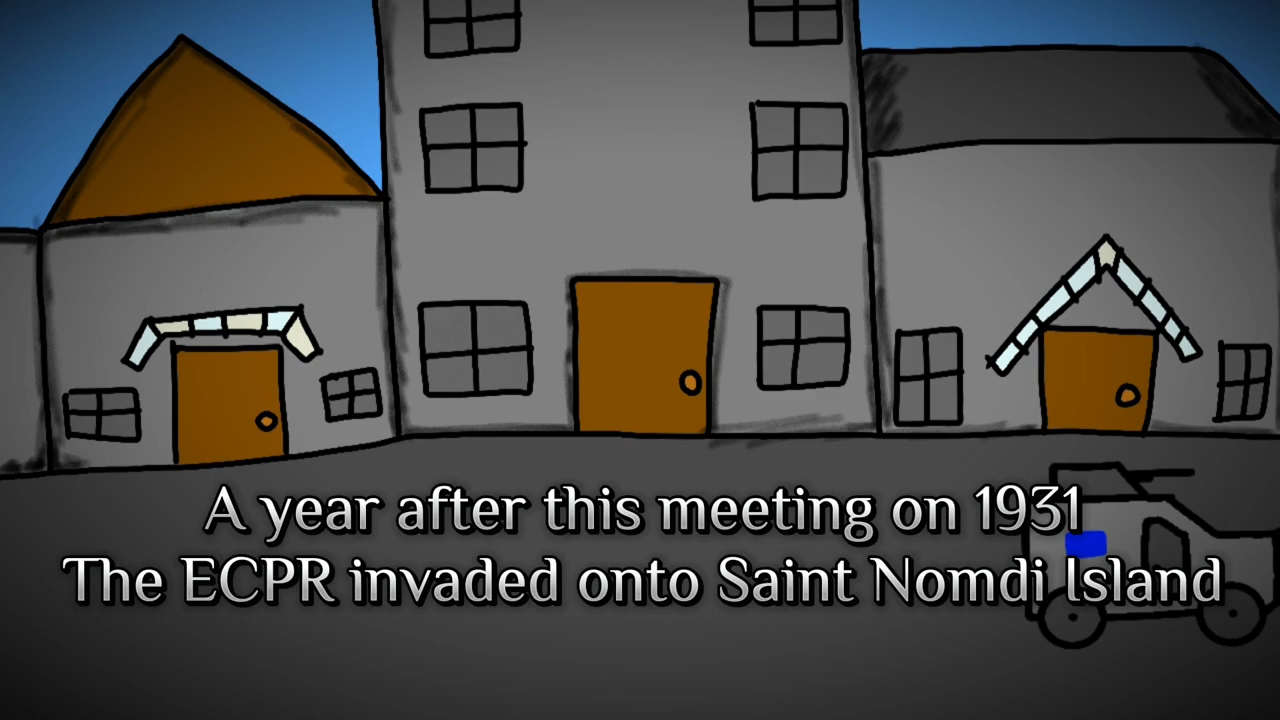 A year after this meeting on 1931
The ECPR invaded onto Saint Nomdi Island